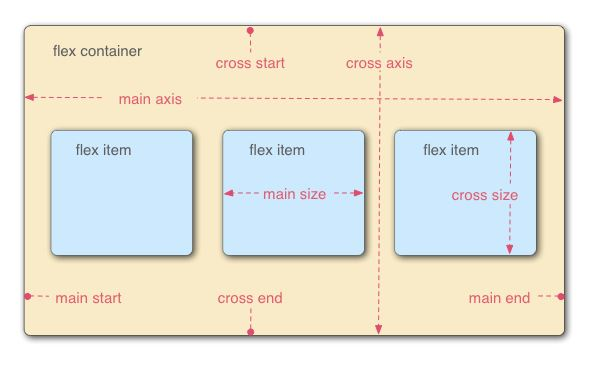 flex container
cross start
cross axis
main axis
flex item
flex item
flex item
main size
cross size
main start
cross end
main end